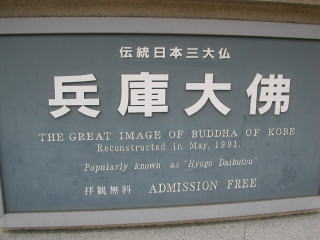 伝統日本三大仏
兵庫大佛
THE GREAT IMAGE OF BUDDHA OF KOBE
Reconstructed in May, 1991.
Popularly known as "Hyogo Daibutsu"
拝観無料 ADMISSION FREE